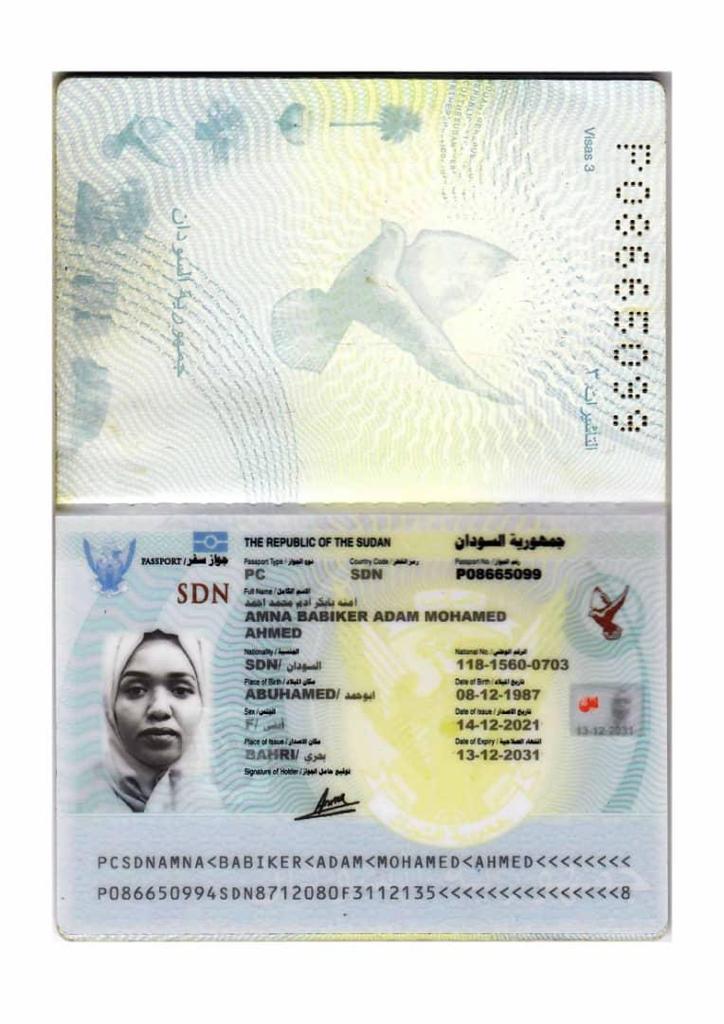 Visas 3
P08665099
جمهورية السودان
التأشيرات ٣
THE REPUBLIC OF THE SUDAN جمهورية السودان
PASSPORT / جواز سفر
Passport Type / نوع الجواز Country Code / رمز القطر Passport No. / رقم الجواز
PC SDN P08665099
SDN
Full Name / الاسم الكامل
امنه بابكر ادم محمد احمد
AMNA BABIKER ADAM MOHAMED
AHMED
Nationality / الجنسية National No. / الرقم الوطني
SDN/ السودان 118-1560-0703
Place of Birth / مكان الميلاد Date of Birth / تاريخ الميلاد
ABUHAMED/ ابوحمد 08-12-1987
Sex / الجنس Date of Issue / تاريخ الاصدار
F/ أنثى 14-12-2021
س
13-12-2031
Place of Issue / مكان الاصدار Date of Expiry / انتهاء الصلاحية
BAHRI/ بحري 13-12-2031
Signature of Holder / توقيع حامل الجواز
PCSDNAMNA<BABIKER<ADAM<MOHAMED<AHMED<<<<<<<<
P086650994SDN8712080F3112135<<<<<<<<<<<<<<<8